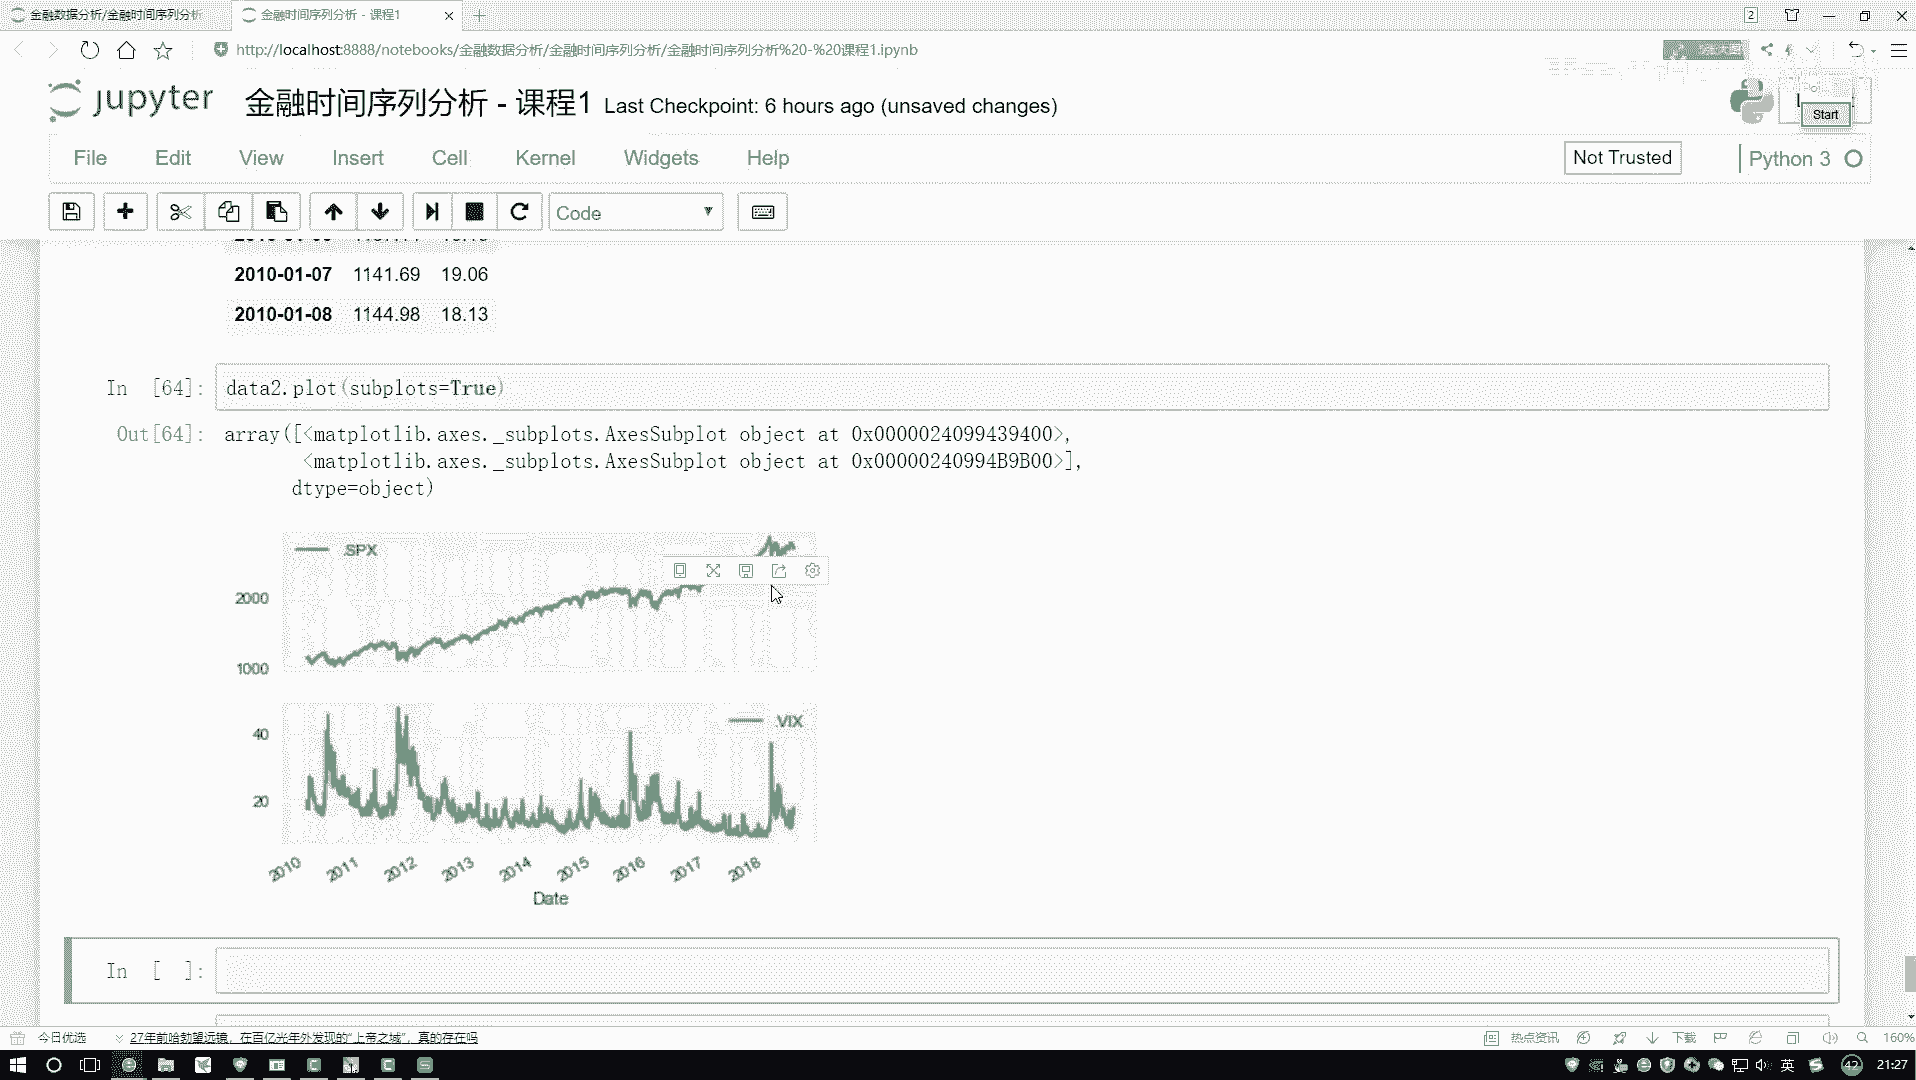 金融数据分析/金融时间序列分析
金融时间序列分析 - 课程1
2
http://localhost:8888/notebooks/金融数据分析/金融时间序列分析/金融时间序列分析%20-%20课程1.ipynb
jupyter 金融时间序列分析 - 课程1 Last Checkpoint: 6 hours ago (unsaved changes)
Start
File Edit View Insert Cell Kernel Widgets Help
Not Trusted
Python 3
Code
2010-01-07 1141.69 19.06
2010-01-08 1144.98 18.13
In [64]: data2.plot(subplots=True)
Out[64]: array([<matplotlib.axes._subplots.AxesSubplot object at 0x0000024099439400>,
<matplotlib.axes._subplots.AxesSubplot object at 0x00000240994B9B00>],
dtype=object)
.SPX
2000
1000
.VIX
40
20
2010 2011 2012 2013 2014 2015 2016 2017 2018
Date
In [ ]:
今日优选
27年前哈勃望远镜，在百亿光年外发现的“上帝之城”，真的存在吗
热点资讯
下载
160%
英
42
21:27